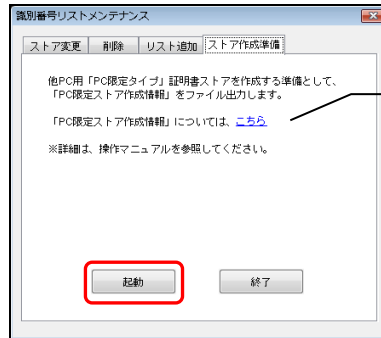 識別番号リストメンテナンス
ストア変更 削除 リスト追加 ストア作成準備
他PC用「PC限定タイプ」証明書ストアを作成する準備として、
「PC限定ストア作成情報」をファイル出力します。
「PC限定ストア作成情報」については、こちら
※詳細は、操作マニュアルを参照してください。
起動 終了